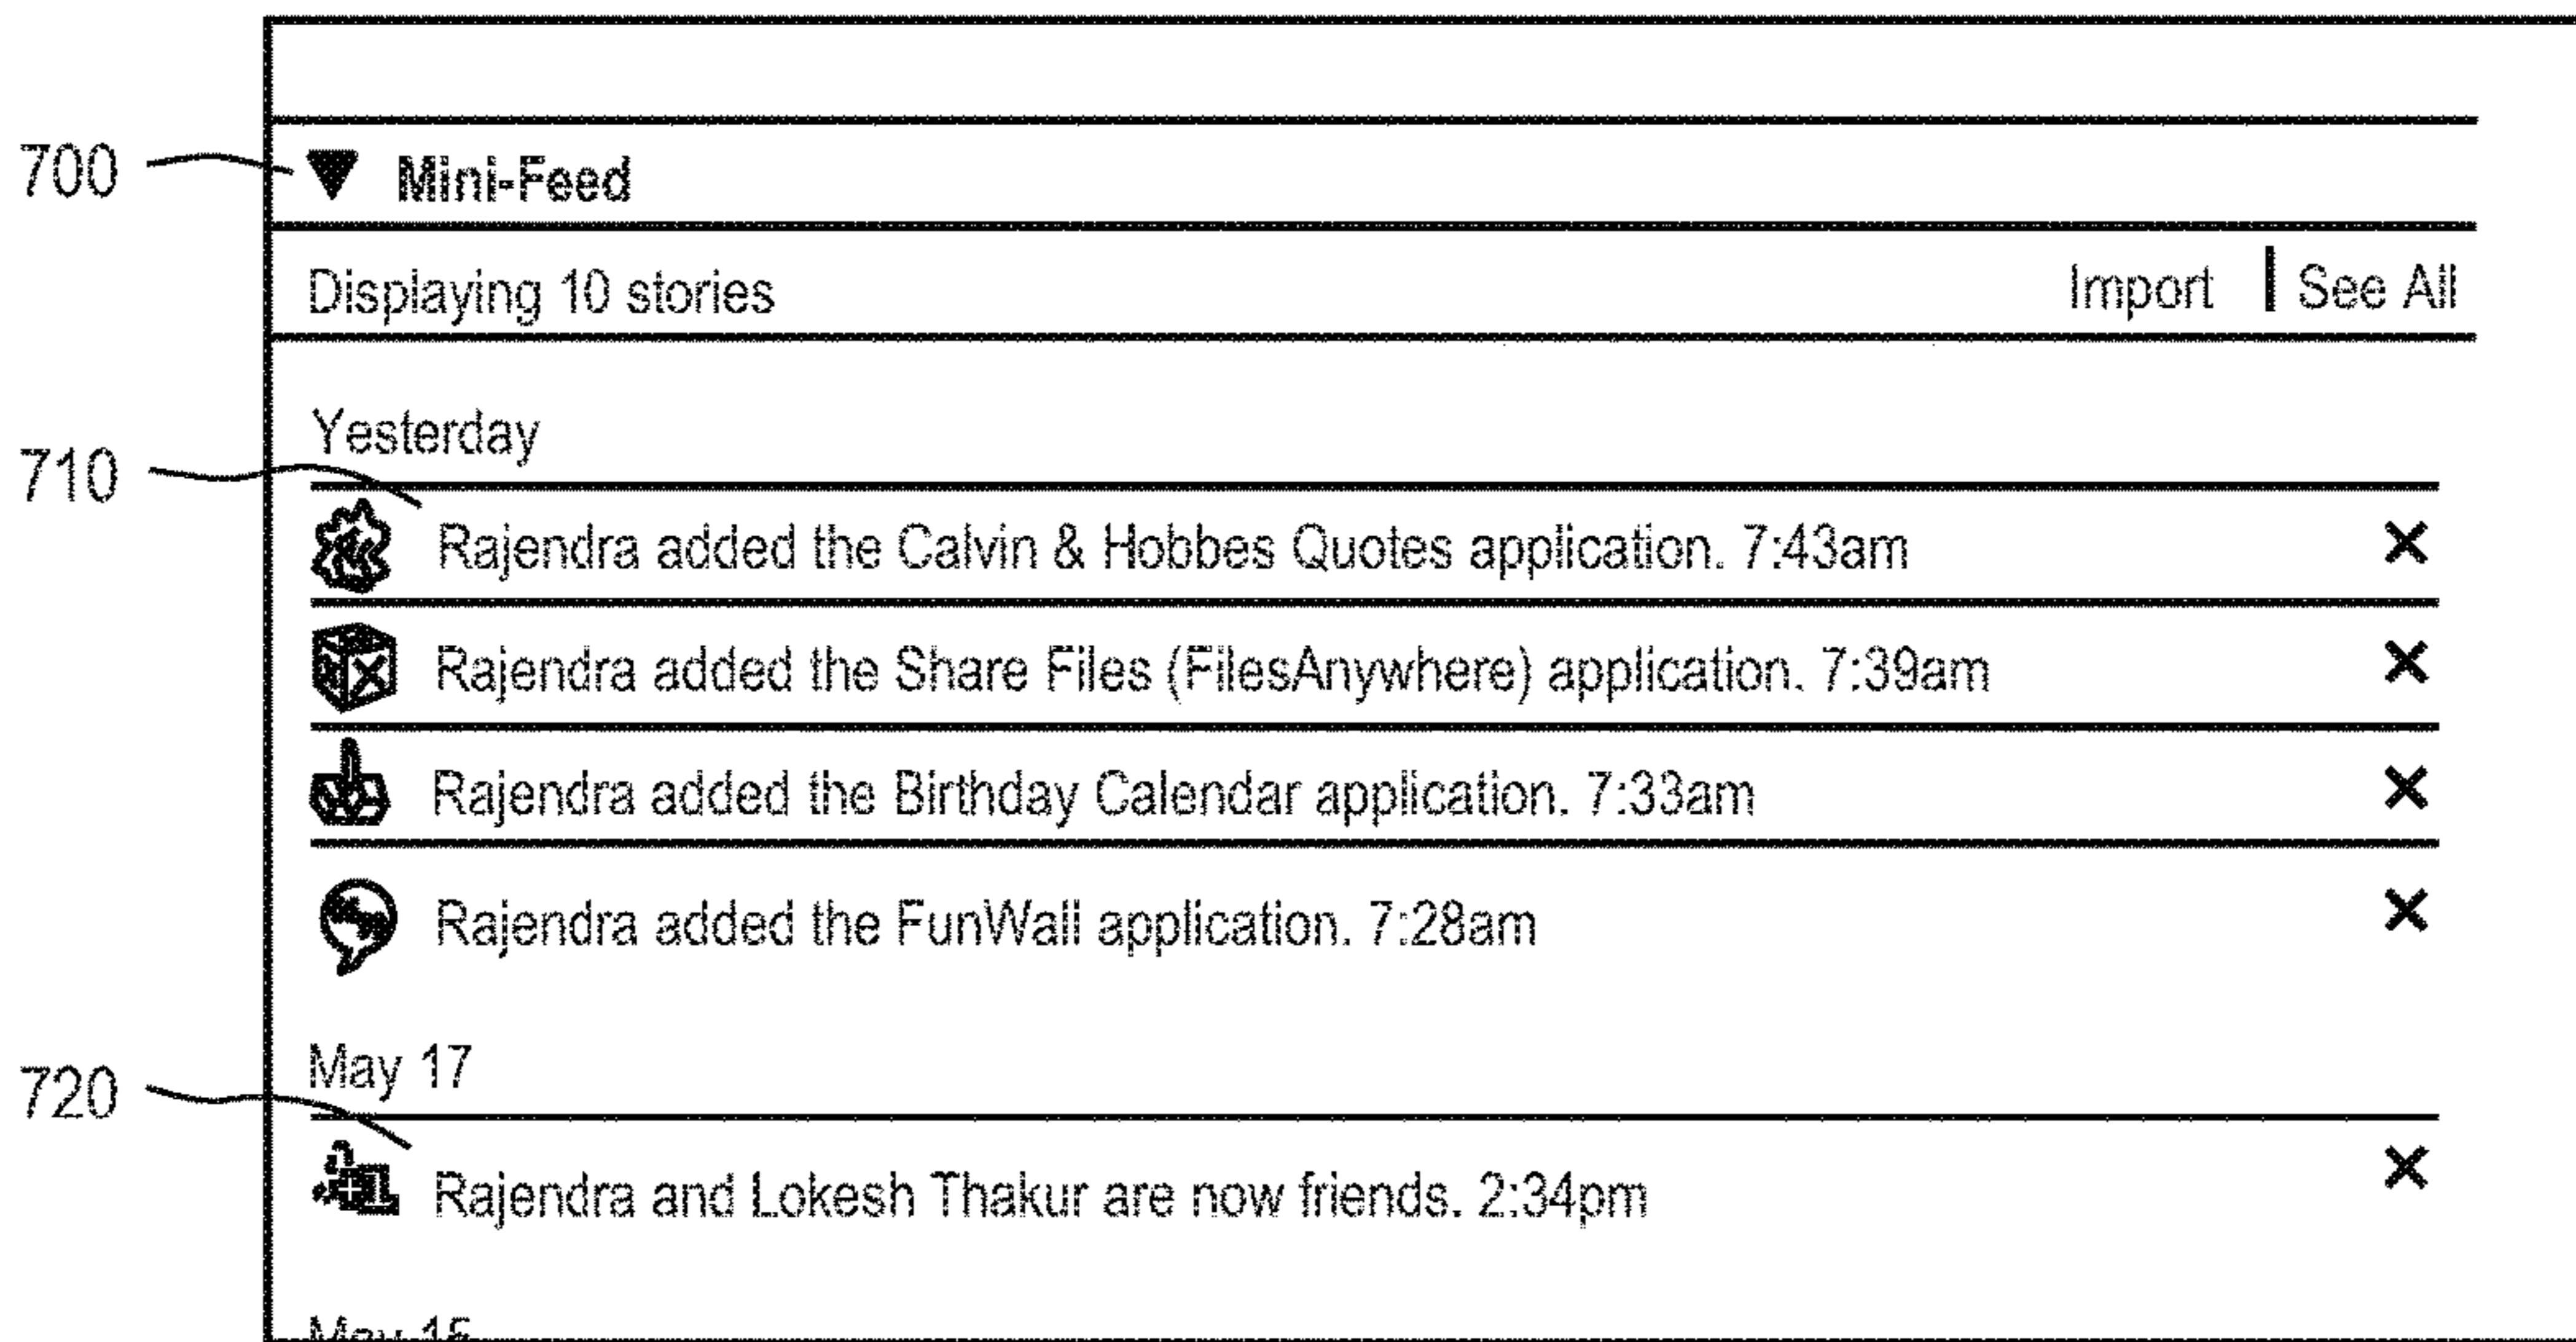 700 Mini-Feed
Displaying 10 stories Import | See All
Yesterday
710
Rajendra added the Calvin & Hobbes Quotes application. 7:43am
Rajendra added the Share Files (FilesAnywhere) application. 7:39am
Rajendra added the Birthday Calendar application. 7:33am
Rajendra added the FunWall application. 7:28am
May 17
720
Rajendra and Lokesh Thakur are now friends. 2:34pm
May 15